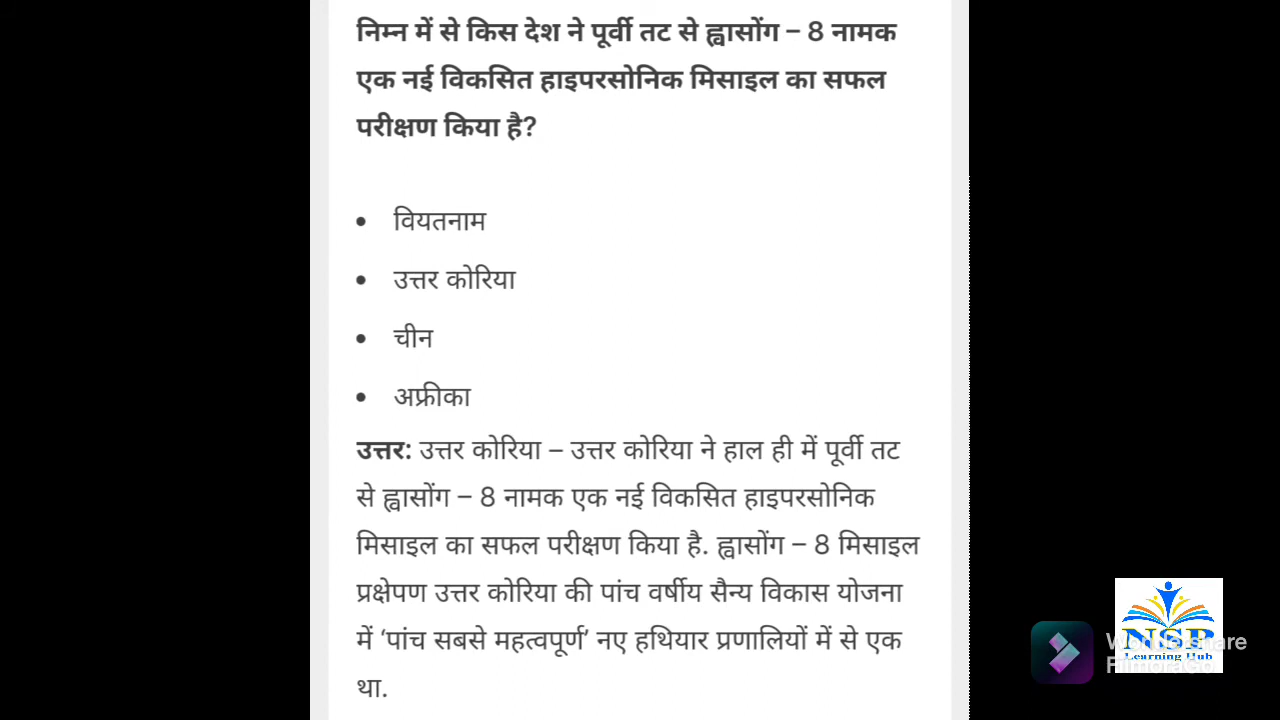 निम्न में से किस देश ने पूर्वी तट से ह्वासोंग – 8 नामक
एक नई विकसित हाइपरसोनिक मिसाइल का सफल
परीक्षण किया है?
• वियतनाम
• उत्तर कोरिया
• चीन
• अफ्रीका
उत्तर: उत्तर कोरिया – उत्तर कोरिया ने हाल ही में पूर्वी तट
से ह्वासोंग – 8 नामक एक नई विकसित हाइपरसोनिक
मिसाइल का सफल परीक्षण किया है. ह्वासोंग – 8 मिसाइल
प्रक्षेपण उत्तर कोरिया की पांच वर्षीय सैन्य विकास योजना
में ‘पांच सबसे महत्वपूर्ण’ नए हथियार प्रणालियों में से एक
था.
NSP
Learning Hub
Wondershare
FilmoraGo